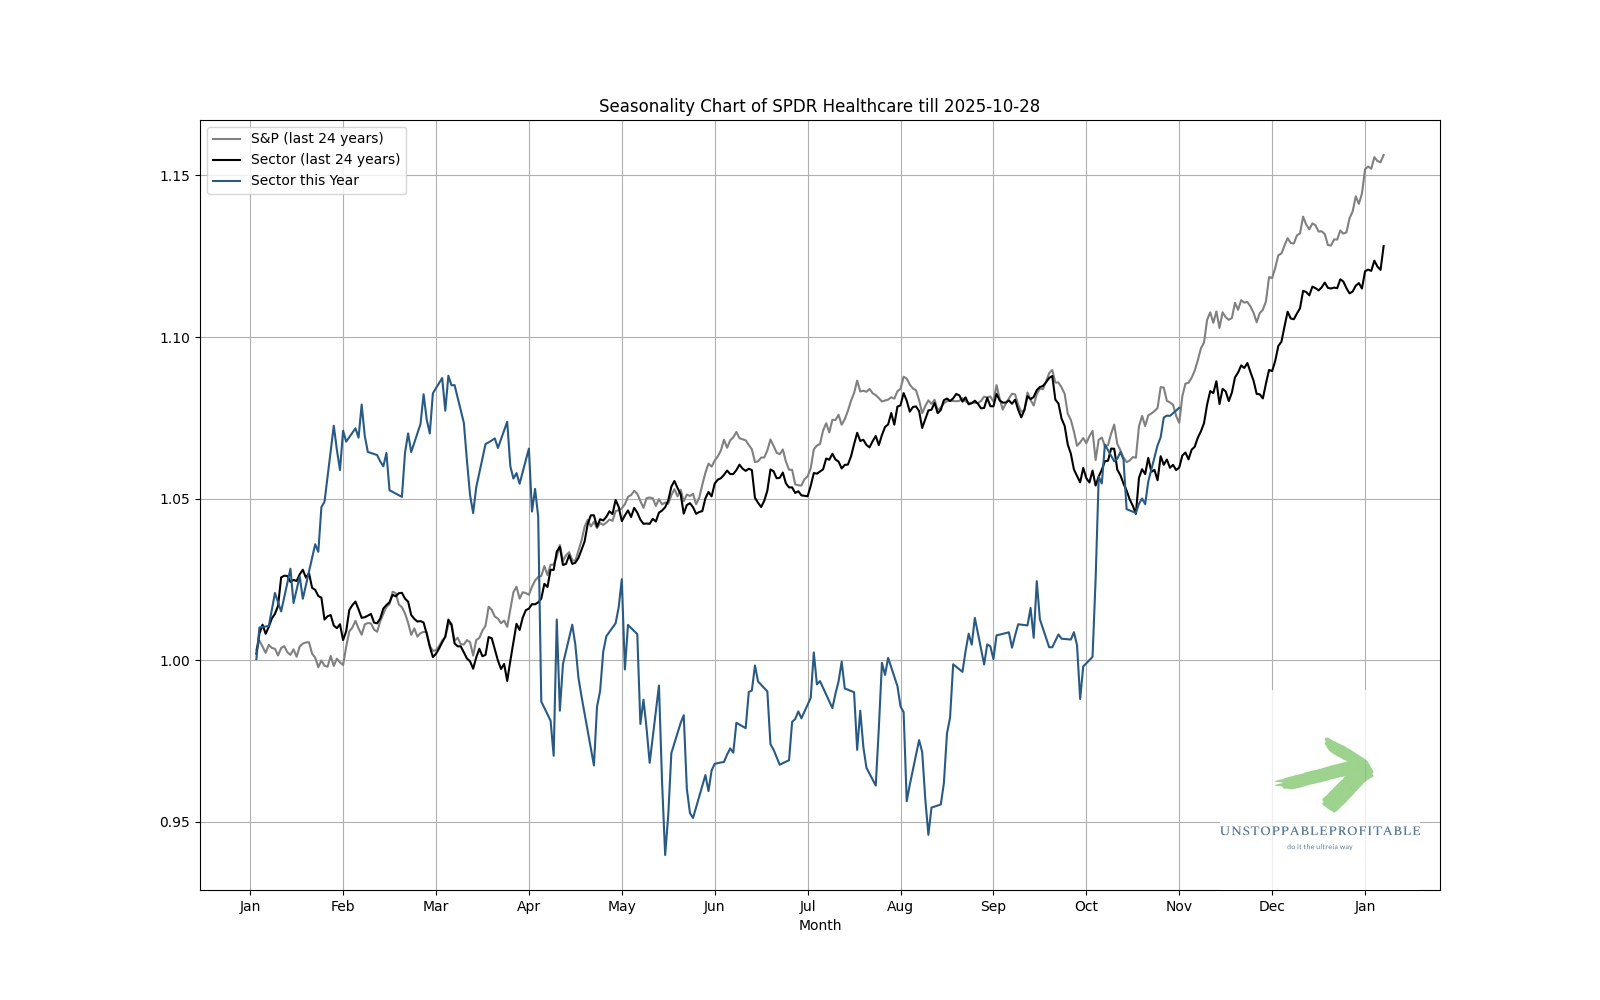 Seasonality Chart of SPDR Healthcare till 2025-10-28
S&P (last 24 years)
Sector (last 24 years)
Sector this Year
1.15
1.10
1.05
1.00
0.95
UNSTOPPABLEPROFITABLE
do it the ultreia way
Jan Feb Mar Apr May Jun Jul Aug Sep Oct Nov Dec Jan
Month